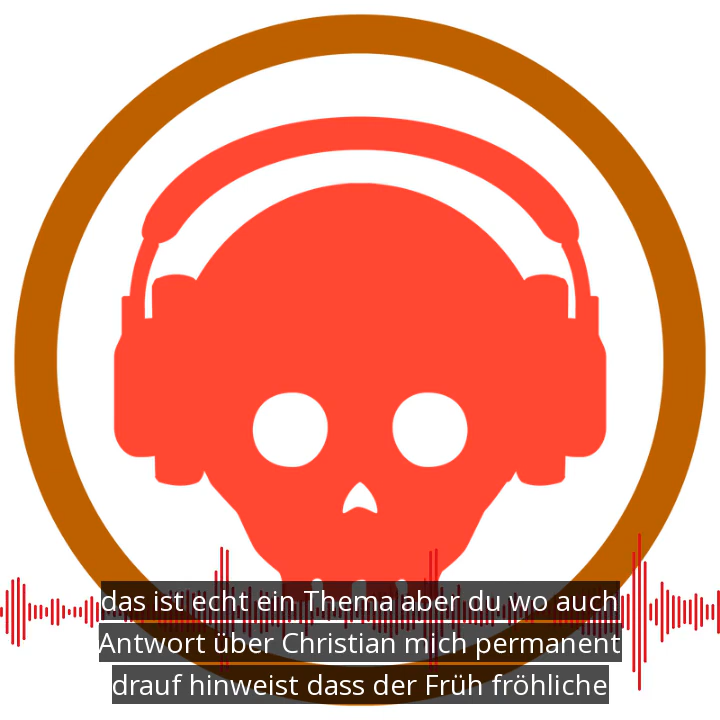 das ist echt ein Thema aber du wo auch
Antwort über Christian mich permanent
drauf hinweist dass der Früh fröhliche